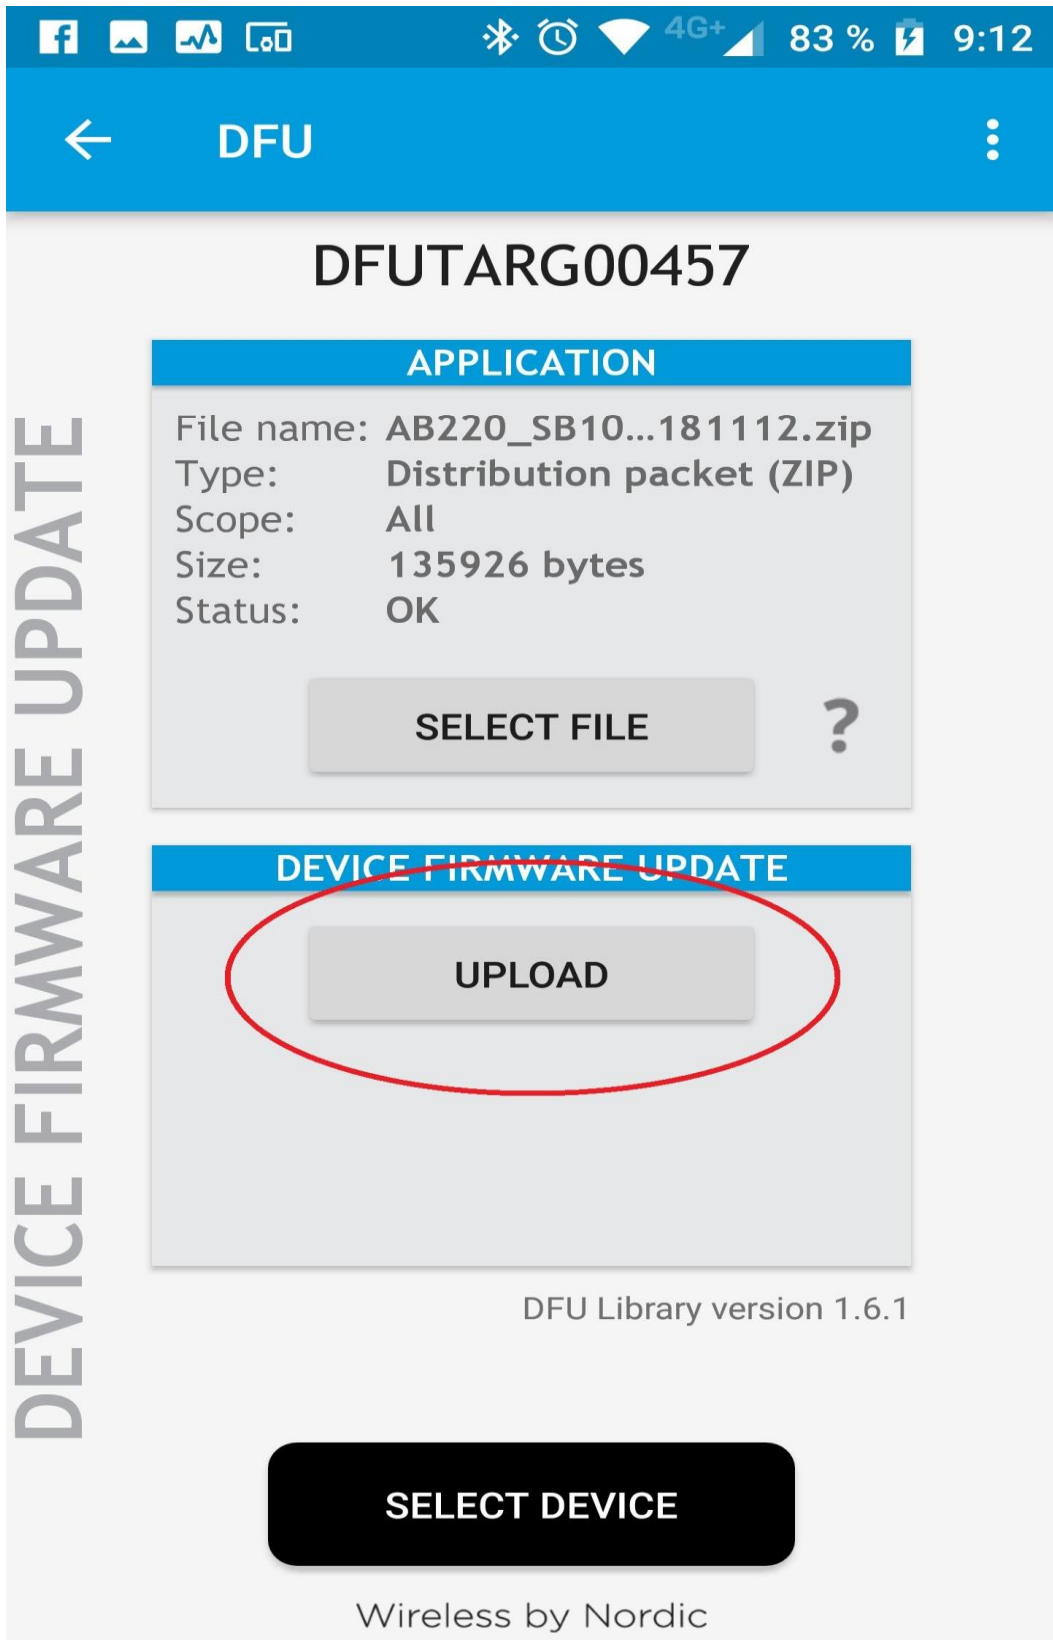 4G+ 83 % 9:12
DFU
DFUTARG00457
APPLICATION
File name: AB220_SB10...181112.zip
Type: Distribution packet (ZIP)
Scope: All
Size: 135926 bytes
Status: OK
SELECT FILE ?
DEVICE FIRMWARE UPDATE
UPLOAD
DFU Library version 1.6.1
SELECT DEVICE
Wireless by Nordic
DEVICE FIRMWARE UPDATE